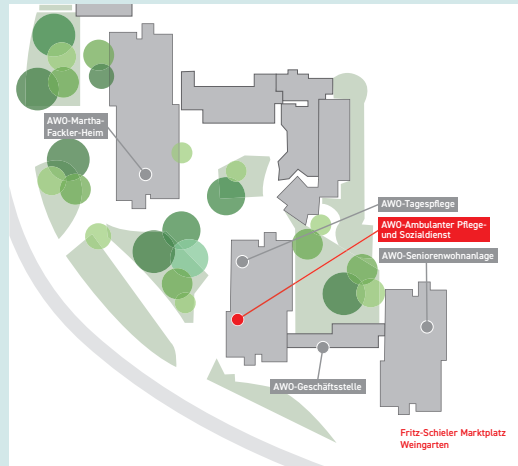 AWO-Martha-
Fackler-Heim
AWO-Tagespflege
AWO-Ambulanter Pflege-
und Sozialdienst
AWO-Seniorenwohnanlage
AWO-Geschäftsstelle
Fritz-Schieler Marktplatz
Weingarten